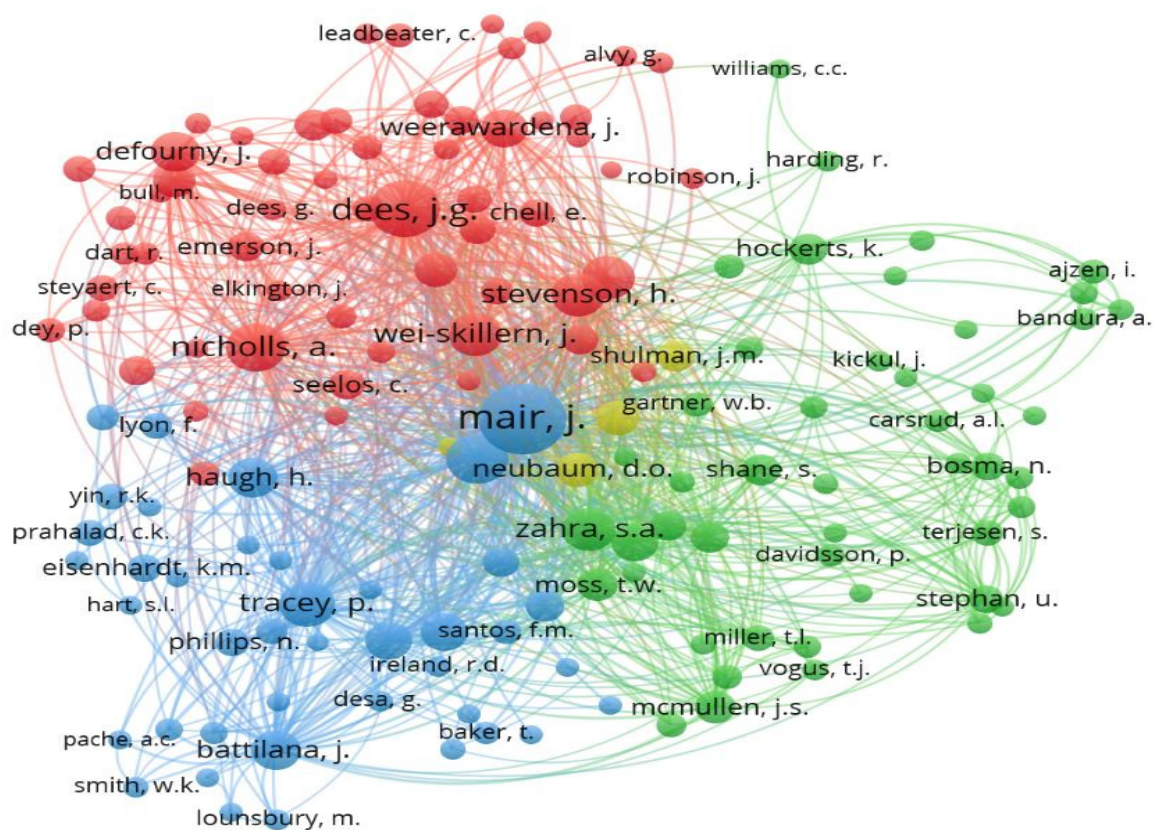 leadbeater, c.
alvy, g.
williams, c.c.
weerawardena, j.
defourny, j.
harding, r.
bull, m.
robinson, j.
dees, g.
dees, j.g.
chell, e.
dart, r.
emerson, j.
hockerts, k.
ajzen, i.
steyaert, c.
elkington, j.
stevenson, h.
bandura, a.
dey, p.
nicholls, a.
wei-skillern, j.
shulman, j.m.
kickul, j.
seelos, c.
gartner, w.b.
mair, j.
carsrud, a.l.
lyon, f.
haugh, h.
neubaum, d.o.
shane, s.
bosma, n.
yin, r.k.
prahalad, c.k.
zahra, s.a.
terjesen, s.
eisenhardt, k.m.
davidsson, p.
moss, t.w.
hart, s.l.
tracey, p.
stephan, u.
phillips, n.
santos, f.m.
miller, t.l.
ireland, r.d.
vogus, t.j.
desa, g.
mcmullen, j.s.
baker, t.
pache, a.c.
battilana, j.
smith, w.k.
lounsbury, m.